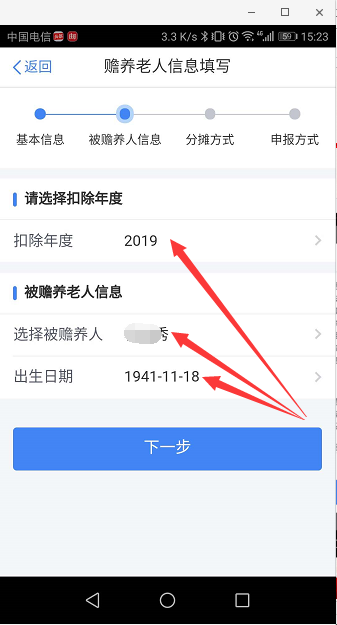 中国电信 3.3 K/s 4G 59 15:23
返回 赡养老人信息填写
基本信息 被赡养人信息 分摊方式 申报方式
请选择扣除年度
扣除年度 2019
被赡养老人信息
选择被赡养人 秀
出生日期 1941-11-18
下一步